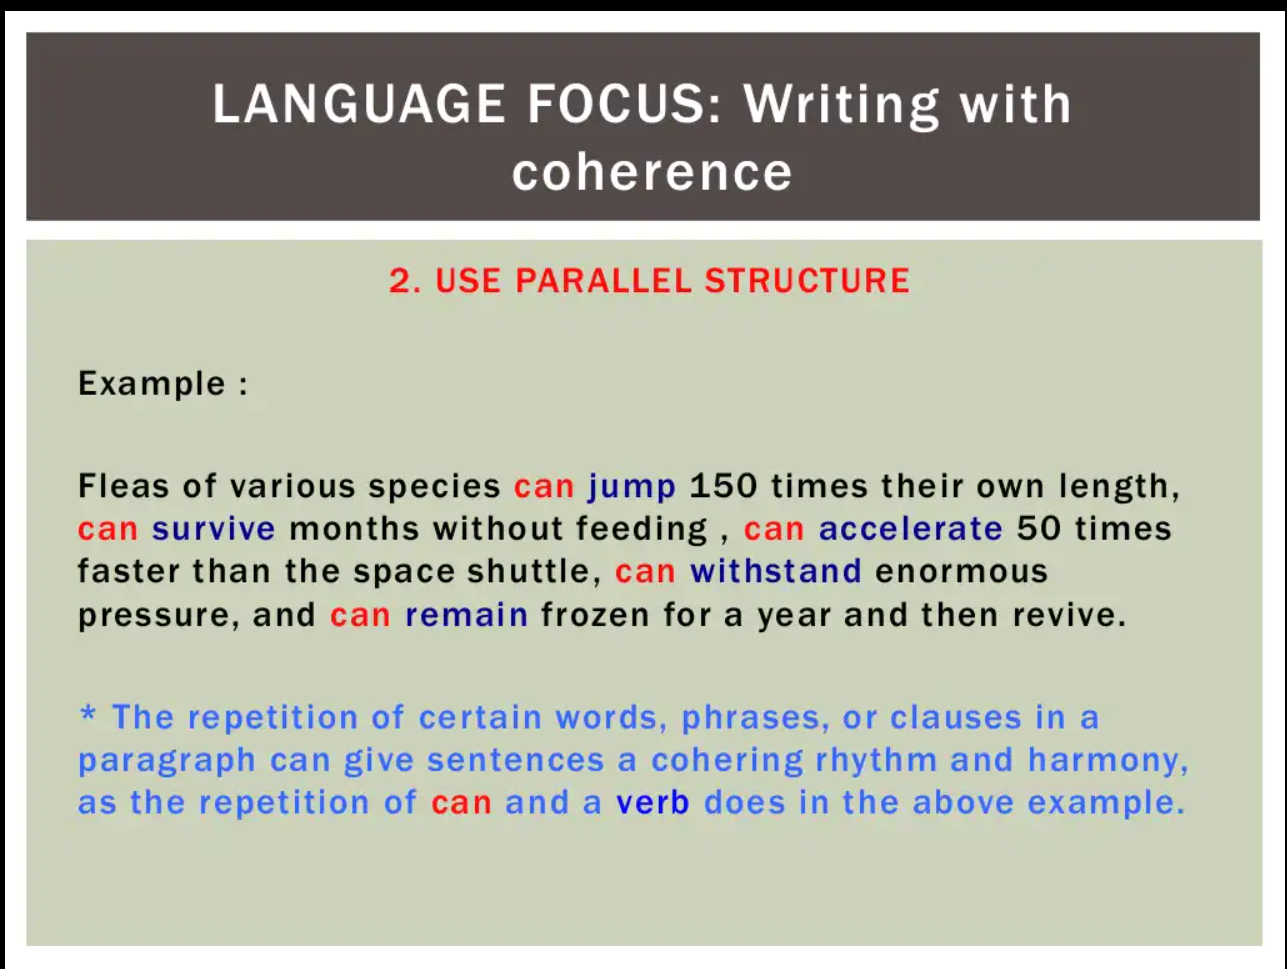 LANGUAGE FOCUS: Writing with
coherence
2. USE PARALLEL STRUCTURE
Example :
Fleas of various species can jump 150 times their own length,
can survive months without feeding , can accelerate 50 times
faster than the space shuttle, can withstand enormous
pressure, and can remain frozen for a year and then revive.
* The repetition of certain words, phrases, or clauses in a
paragraph can give sentences a cohering rhythm and harmony,
as the repetition of can and a verb does in the above example.